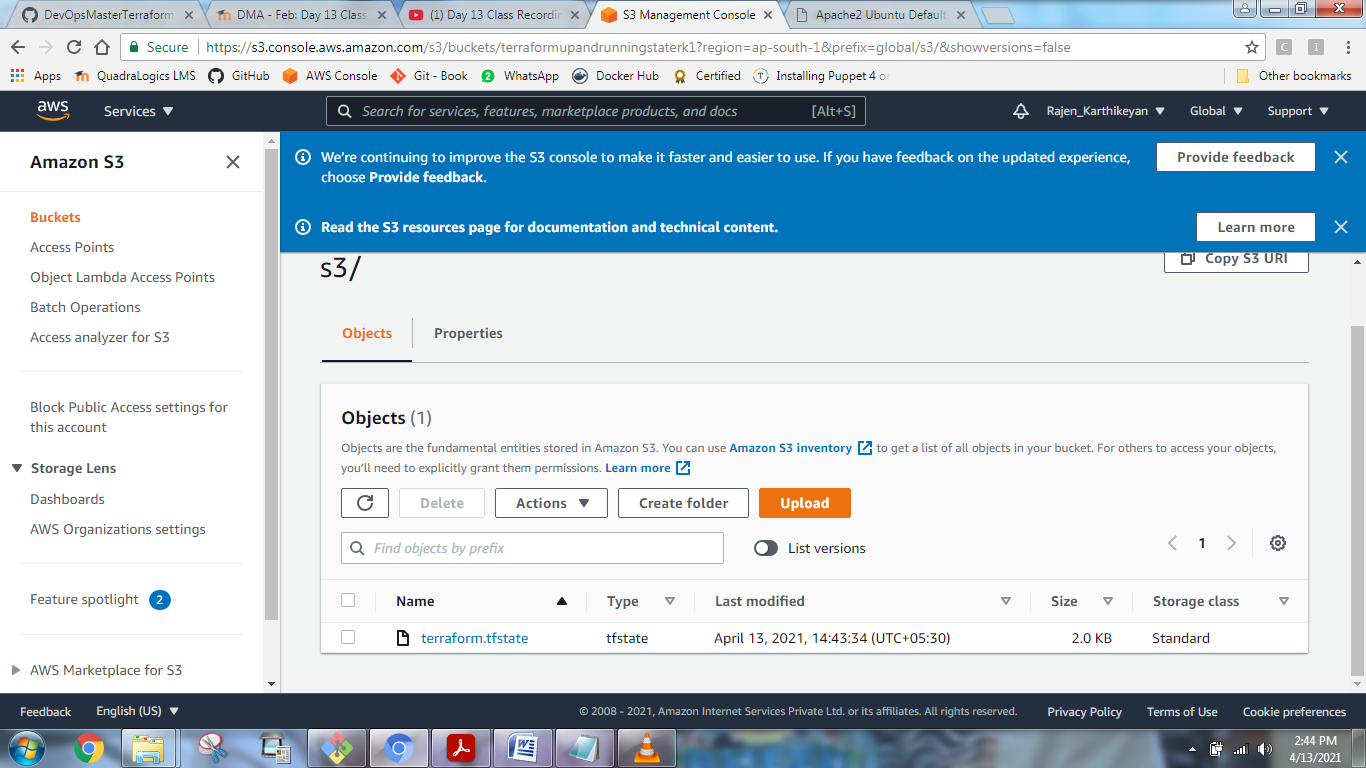 DevOpsMasterTerraform
DMA - Feb: Day 13 Class
(1) Day 13 Class Recordin
S3 Management Console
Apache2 Ubuntu Default
Secure
https://s3.console.aws.amazon.com/s3/buckets/terraformupandrunningstaterk1?region=ap-south-1&prefix=global/s3/&showversions=false
Apps QuadraLogics LMS GitHub AWS Console Git - Book 2 WhatsApp Docker Hub Certified Installing Puppet 4 o Other bookmarks
aws Services Search for services, features, marketplace products, and docs [Alt+S] Rajen_Karthikeyan Global Support
Amazon S3
Buckets
Access Points
Object Lambda Access Points
Batch Operations
Access analyzer for S3
Block Public Access settings for
this account
Storage Lens
Dashboards
AWS Organizations settings
Feature spotlight 2
AWS Marketplace for S3
We're continuing to improve the S3 console to make it faster and easier to use. If you have feedback on the updated experience,
choose Provide feedback.
Provide feedback
Read the S3 resources page for documentation and technical content.
Learn more
s3/
Copy S3 URI
Objects Properties
Objects (1)
Objects are the fundamental entities stored in Amazon S3. You can use Amazon S3 inventory to get a list of all objects in your bucket. For others to access your objects,
you'll need to explicitly grant them permissions. Learn more
Delete Actions Create folder Upload
Find objects by prefix List versions 1
Name Type Last modified Size Storage class
terraform.tfstate tfstate April 13, 2021, 14:43:34 (UTC+05:30) 2.0 KB Standard
Feedback English (US) © 2008 - 2021, Amazon Internet Services Private Ltd. or its affiliates. All rights reserved. Privacy Policy Terms of Use Cookie preferences
2:44 PM
4/13/2021